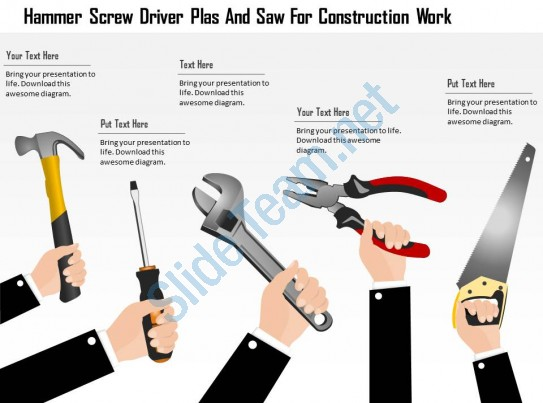 Hammer Screw Driver Plas And Saw For Construction Work
Your Text Here
Bring your presentation to
life. Download this
awesome diagram.
Put Text Here
Bring your presentation to
life. Download this
awesome diagram.
Text Here
Bring your presentation to
life. Download this
awesome diagram.
Your Text Here
Bring your presentation to life.
Download this awesome
diagram.
Put Text Here
Bring your presentation to
life. Download this
awesome diagram.
SlideTeam.net